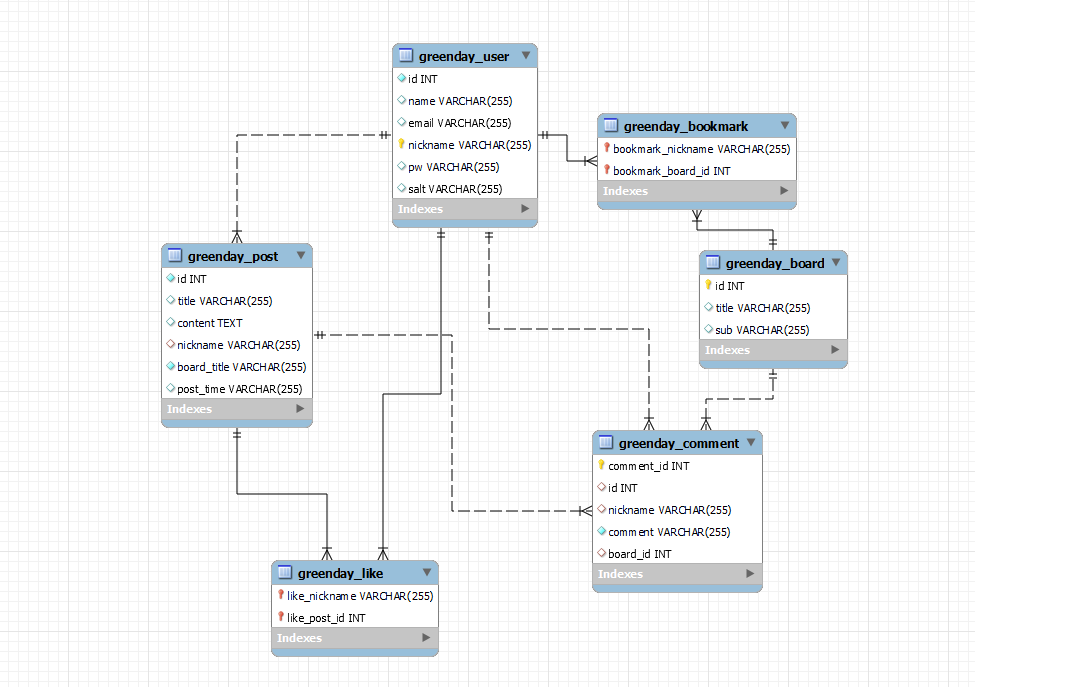 greenday_user
id INT
name VARCHAR(255)
email VARCHAR(255)
nickname VARCHAR(255)
pw VARCHAR(255)
salt VARCHAR(255)
Indexes
greenday_bookmark
bookmark_nickname VARCHAR(255)
bookmark_board_id INT
Indexes
greenday_post
id INT
title VARCHAR(255)
content TEXT
nickname VARCHAR(255)
board_title VARCHAR(255)
post_time VARCHAR(255)
Indexes
greenday_board
id INT
title VARCHAR(255)
sub VARCHAR(255)
Indexes
greenday_comment
comment_id INT
id INT
nickname VARCHAR(255)
comment VARCHAR(255)
board_id INT
Indexes
greenday_like
like_nickname VARCHAR(255)
like_post_id INT
Indexes